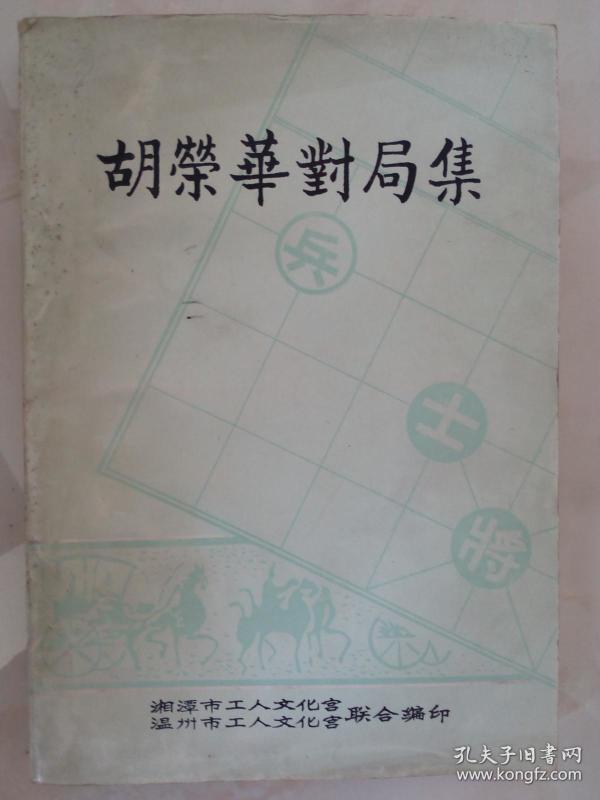 胡榮華對局集
兵
士
將
湘潭市工人文化宫
温州市工人文化宫
联合编印
孔夫子旧书网
www.kongfz.com